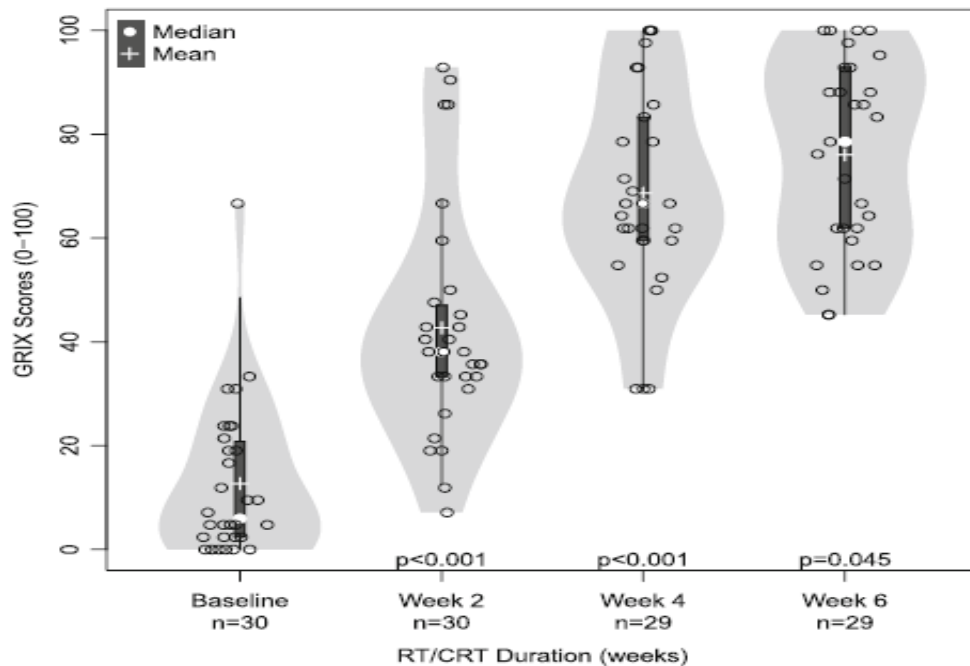 Median
Mean
GRIX Scores (0−100)
100
80
60
40
20
0
p<0.001
p<0.001
p=0.045
Baseline
Week 2
Week 4
Week 6
n=30
n=30
n=29
n=29
RT/CRT Duration (weeks)